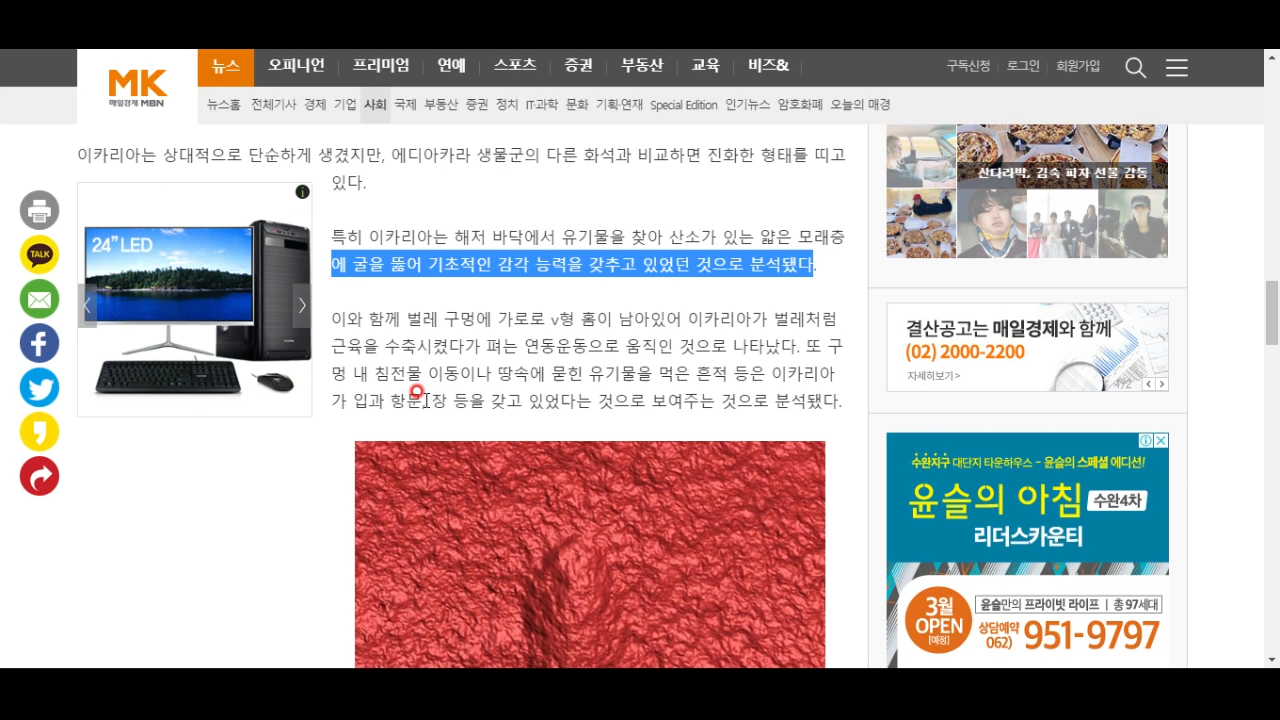 MK
매일경제 MBN
뉴스 오피니언 프리미엄 연예 스포츠 증권 부동산 교육 비즈&
구독신청 로그인 회원가입
뉴스홈 전체기사 경제 기업 사회 국제 부동산 증권 정치 IT·과학 문화 기획·연재 Special Edition 인기뉴스 암호화폐 오늘의 매경
이카리아는 상대적으로 단순하게 생겼지만, 에디아카라 생물군의 다른 화석과 비교하면 진화한 형태를 띠고
있다.
특히 이카리아는 해저 바닥에서 유기물을 찾아 산소가 있는 얇은 모래층
에 굴을 뚫어 기초적인 감각 능력을 갖추고 있었던 것으로 분석됐다.
이와 함께 벌레 구멍에 가로로 v형 홈이 남아있어 이카리아가 벌레처럼
근육을 수축시켰다가 펴는 연동운동으로 움직인 것으로 나타났다. 또 구
멍 내 침전물 이동이나 땅속에 묻힌 유기물을 먹은 흔적 등은 이카리아
가 입과 항문, 장 등을 갖고 있었다는 것으로 보여주는 것으로 분석됐다.
TALK
24" LED
산다라박, 김숙 피자 선물 감동
결산공고는 매일경제와 함께
(02) 2000-2200
자세히보기>
1/2
수완지구 대단지 타운하우스 - 윤슬의 스페셜 에디션!
윤슬의 아침 수완4차
리더스카운티
3월
OPEN
[예정]
윤슬만의 프라이빗 라이프 | 총 97세대
상담예약
062) 951-9797